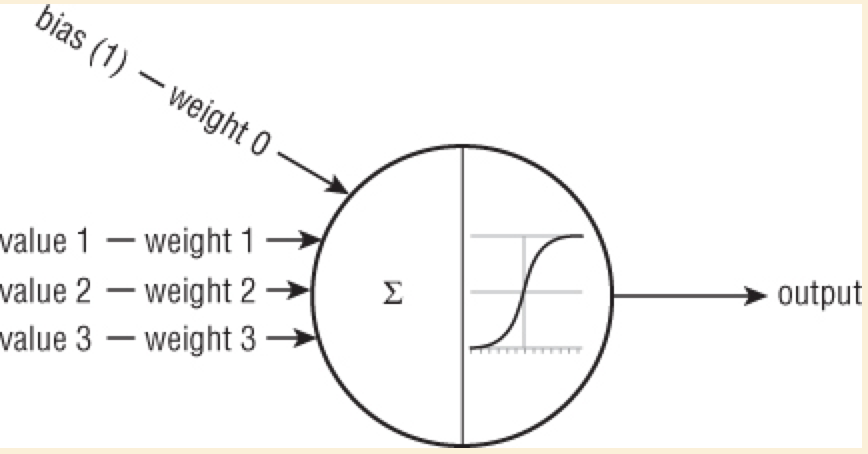 bias (1) — weight 0
value 1 — weight 1
value 2 — weight 2
value 3 — weight 3
Σ
output